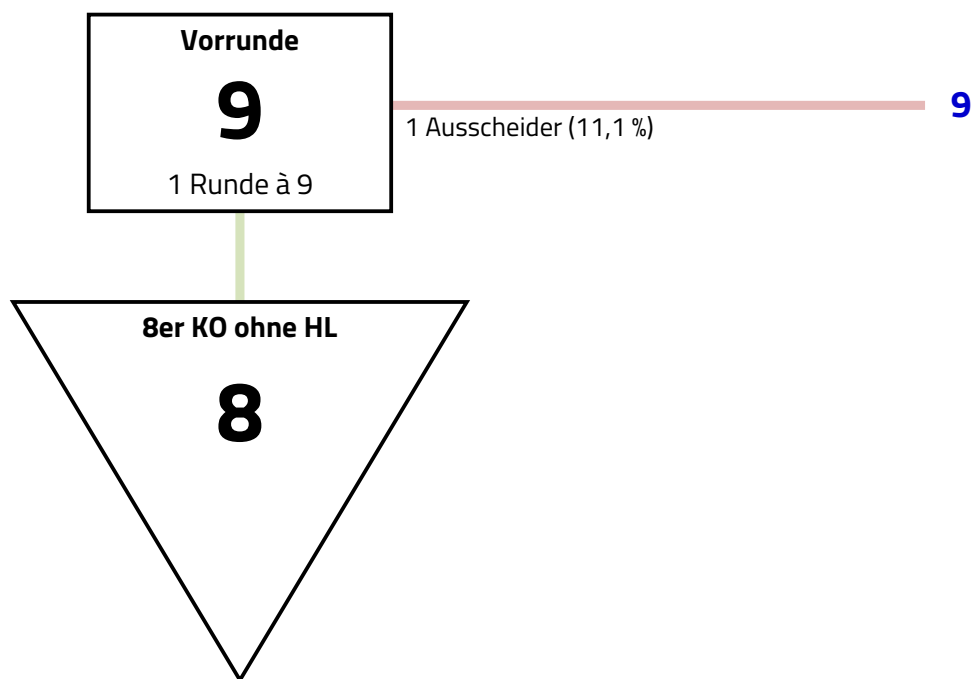 Vorrunde
9
1 Runde à 9
1 Ausscheider (11,1 %)
9
8er KO ohne HL
8